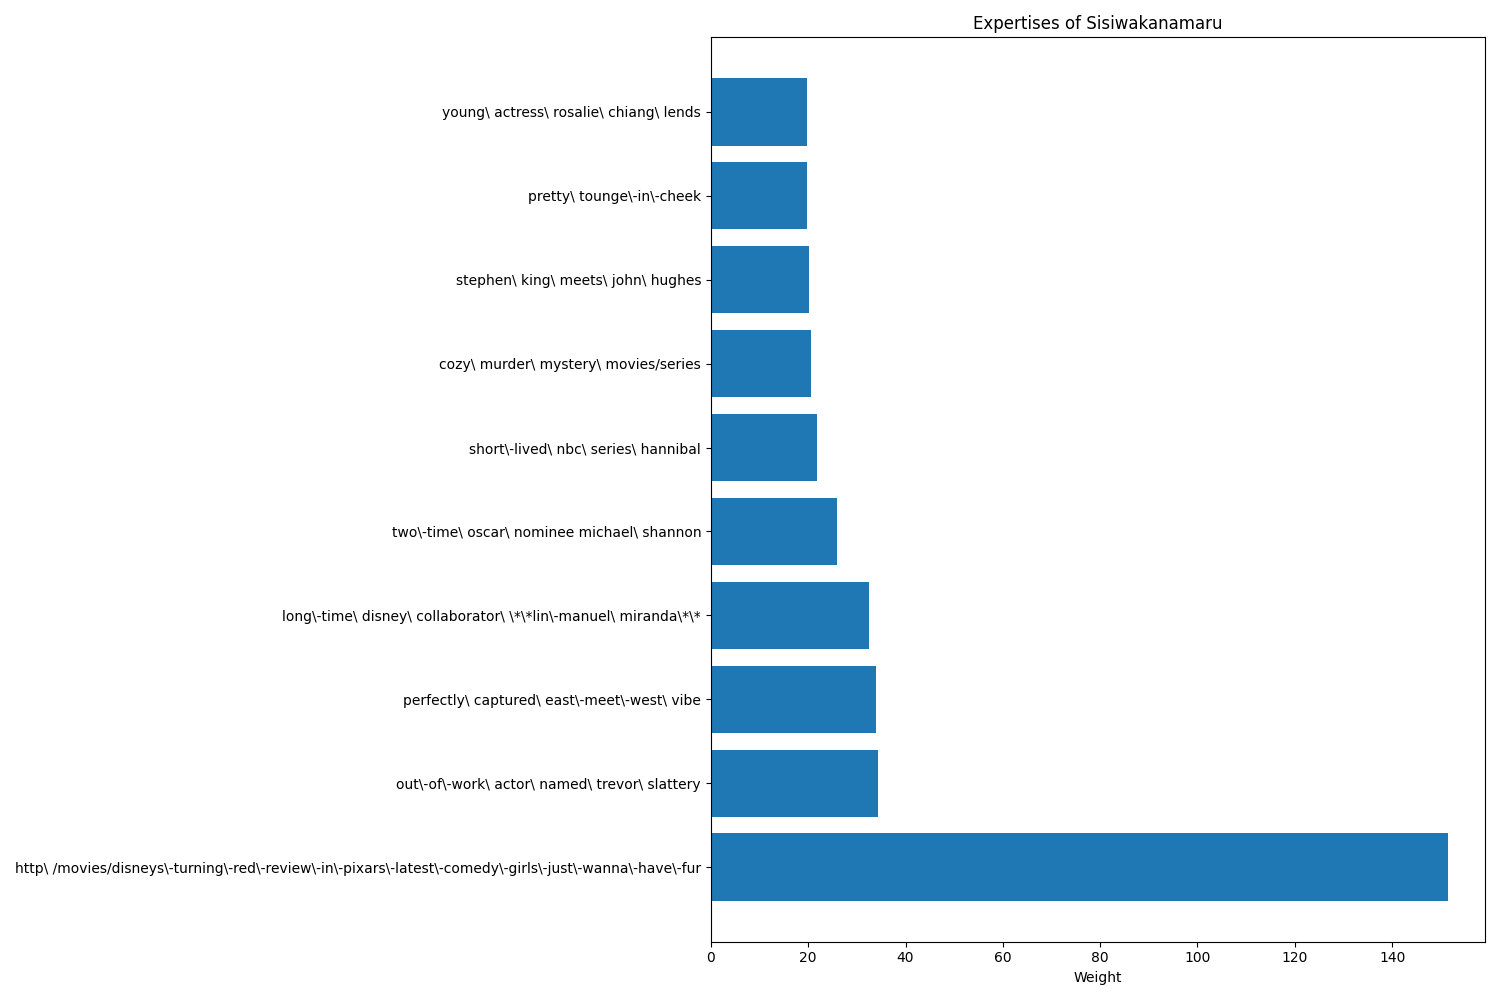 Expertises of Sisiwakanamaru
young\ actress\ rosalie\ chiang\ lends
pretty\ tounge\-in\-cheek
stephen\ king\ meets\ john\ hughes
cozy\ murder\ mystery\ movies/series
short\-lived\ nbc\ series\ hannibal
two\-time\ oscar\ nominee michael\ shannon
long\-time\ disney\ collaborator\ \*\*lin\-manuel\ miranda\*\*
perfectly\ captured\ east\-meet\-west\ vibe
out\-of\-work\ actor\ named\ trevor\ slattery
http\ /movies/disneys\-turning\-red\-review\-in\-pixars\-latest\-comedy\-girls\-just\-wanna\-have\-fur
0 20 40 60 80 100 120 140
Weight